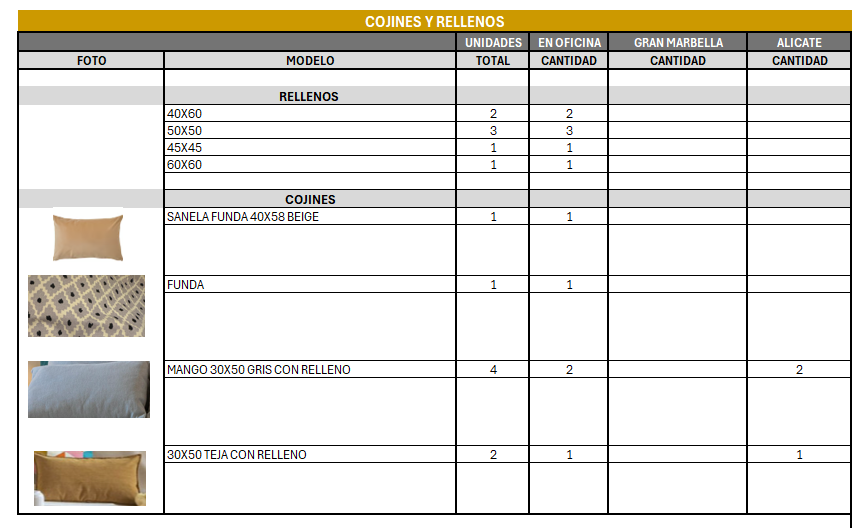 COJINES Y RELLENOS
UNIDADES EN OFICINA GRAN MARBELLA ALICATE
FOTO MODELO TOTAL CANTIDAD CANTIDAD CANTIDAD
RELLENOS
40X60 2 2
50X50 3 3
45X45 1 1
60X60 1 1
COJINES
SANELA FUNDA 40X58 BEIGE 1 1
FUNDA 1 1
MANGO 30X50 GRIS CON RELLENO 4 2 2
30X50 TEJA CON RELLENO 2 1 1